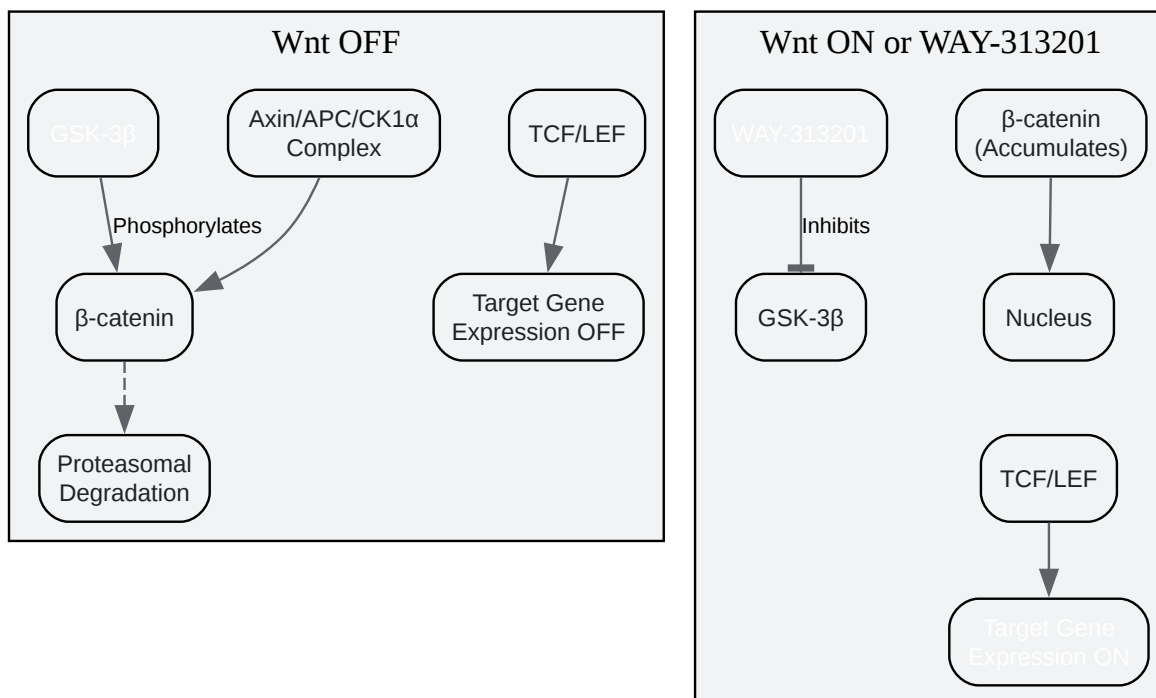 Wnt OFF
GSK-3β
Axin/APC/CK1α
Complex
TCF/LEF
Phosphorylates
β-catenin
Target Gene
Expression OFF
Proteasomal
Degradation
Wnt ON or WAY-313201
WAY-313201
β-catenin
(Accumulates)
Inhibits
GSK-3β
Nucleus
TCF/LEF
Target Gene
Expression ON